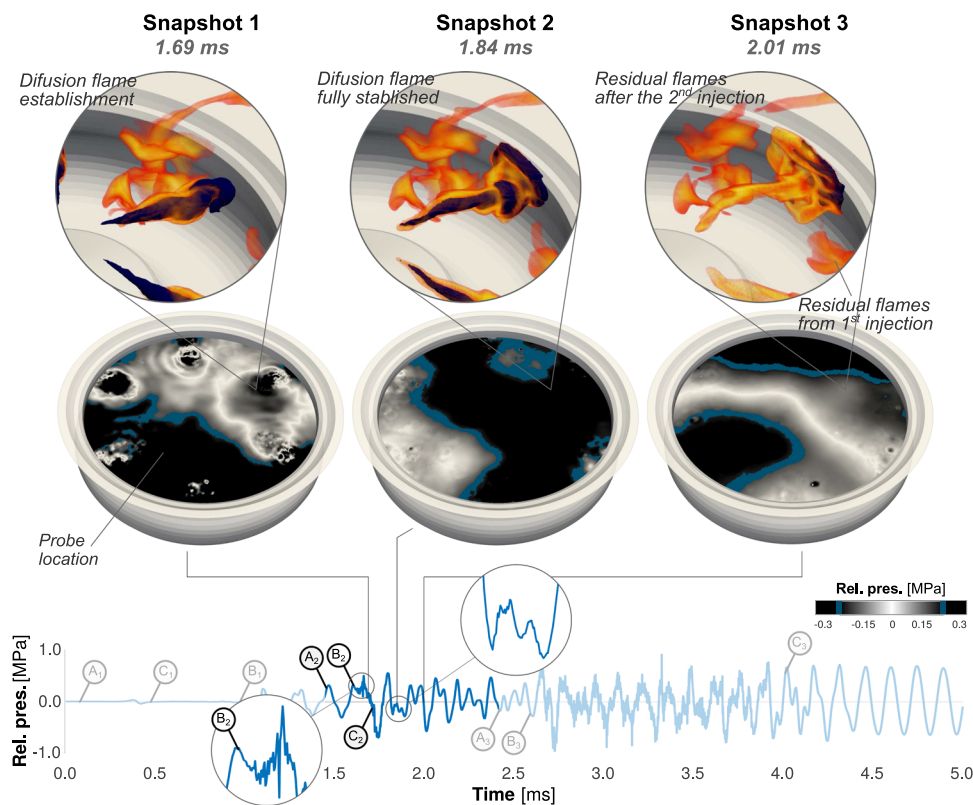 Snapshot 1
1.69 ms
Snapshot 2
1.84 ms
Snapshot 3
2.01 ms
Difusion flame
establishment
Difusion flame
fully stablished
Residual flames
after the 2nd injection
Residual flames
from 1st injection
Probe
location
Rel. pres. [MPa]
-0.3 -0.15 0 0.15 0.3
Rel. pres. [MPa]
1.0
0.0
-1.0
A1
C1
B1
A2
B2
C2
B2
A3
B3
C3
0.0 0.5 1.5 2.0 2.5 3.0 3.5 4.0 4.5 5.0
Time [ms]